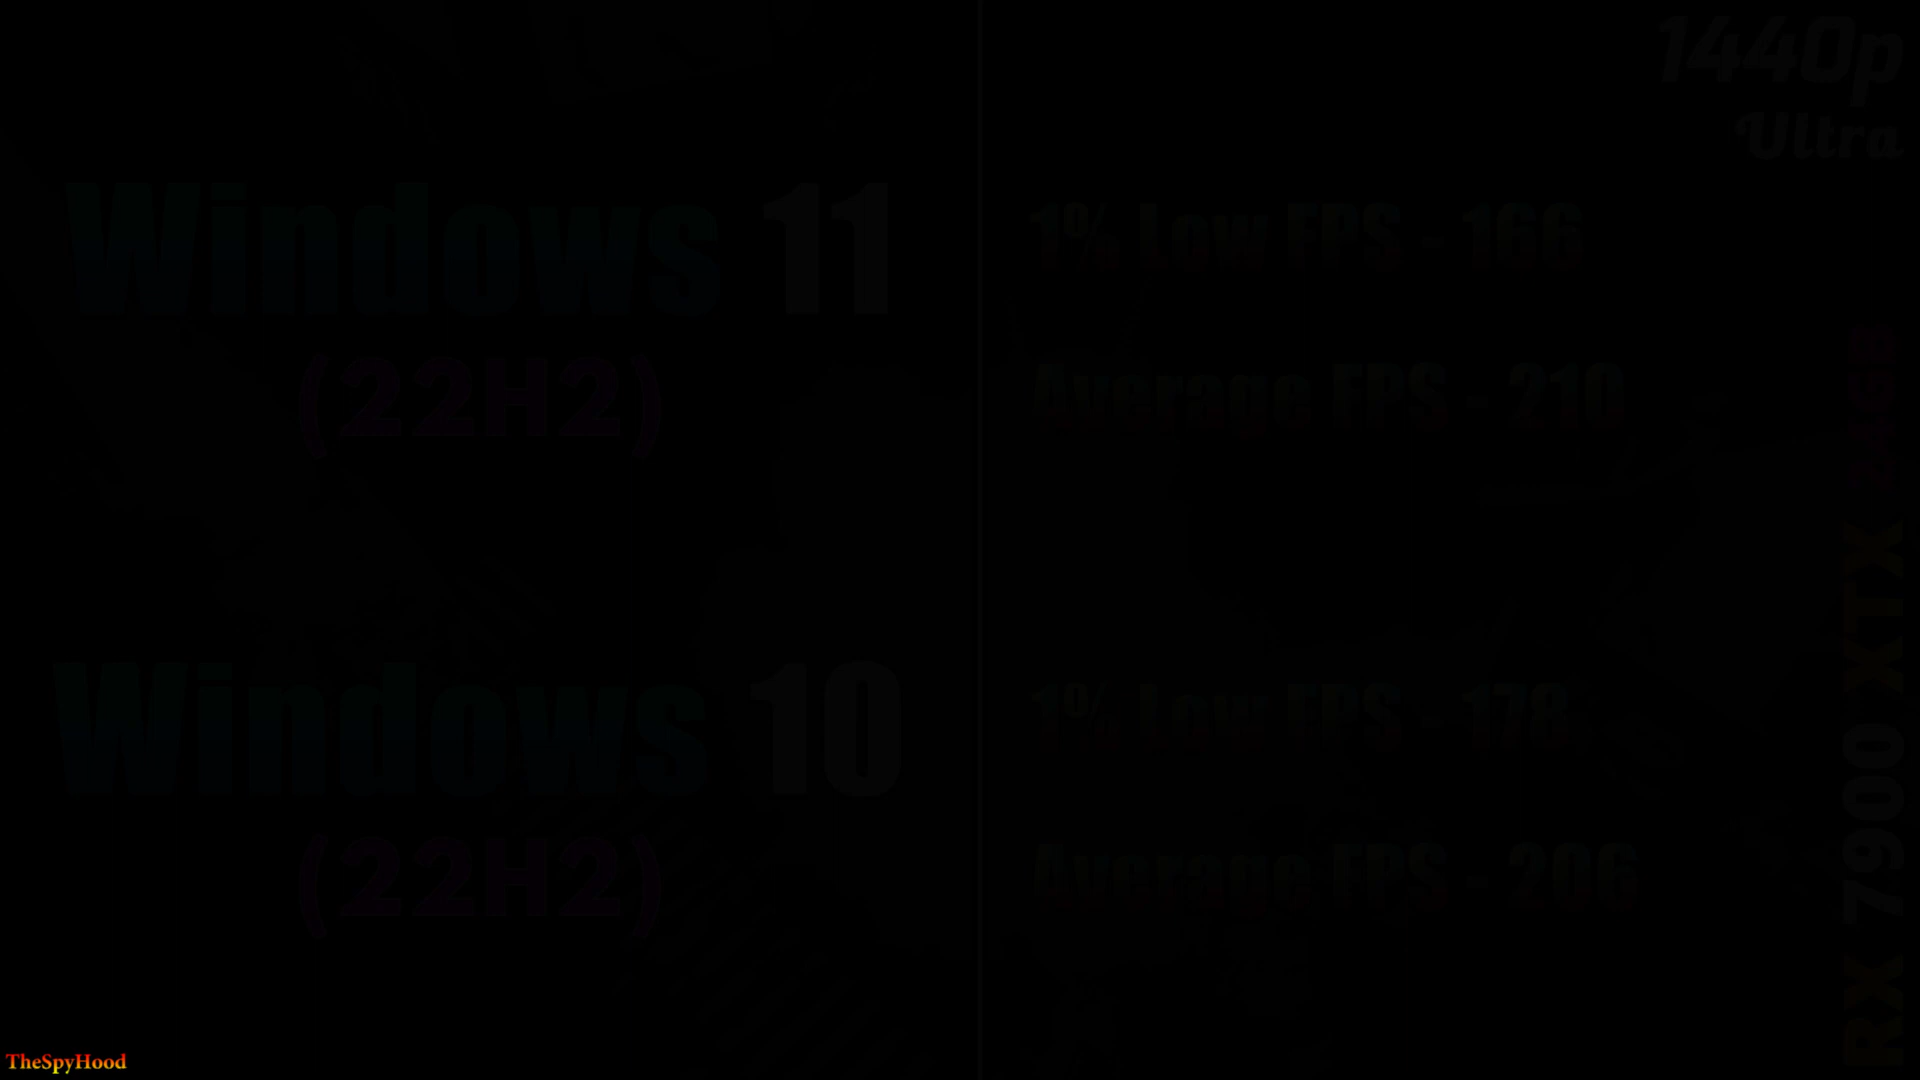 1440p
Ultra
Windows 11
(22H2)
1% Low FPS - 166
Average FPS - 210
Windows 10
(22H2)
1% Low FPS - 178
Average FPS - 206
RX 7900 XTX 24GB
TheSpyHood